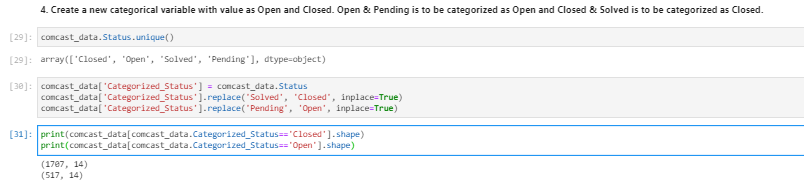 4. Create a new categorical variable with value as Open and Closed. Open & Pending is to be categorized as Open and Closed & Solved is to be categorized as Closed.
[29]: comcast_data.Status.unique()
[29]: array(['Closed', 'Open', 'Solved', 'Pending'], dtype=object)
[30]: comcast_data['Categorized_Status'] = comcast_data.Status
comcast_data['Categorized_Status'].replace('Solved', 'Closed', inplace=True)
comcast_data['Categorized_Status'].replace('Pending', 'Open', inplace=True)
[31]: print(comcast_data[comcast_data.Categorized_Status=='Closed'].shape)
print(comcast_data[comcast_data.Categorized_Status=='Open'].shape)
(1707, 14)
(517, 14)